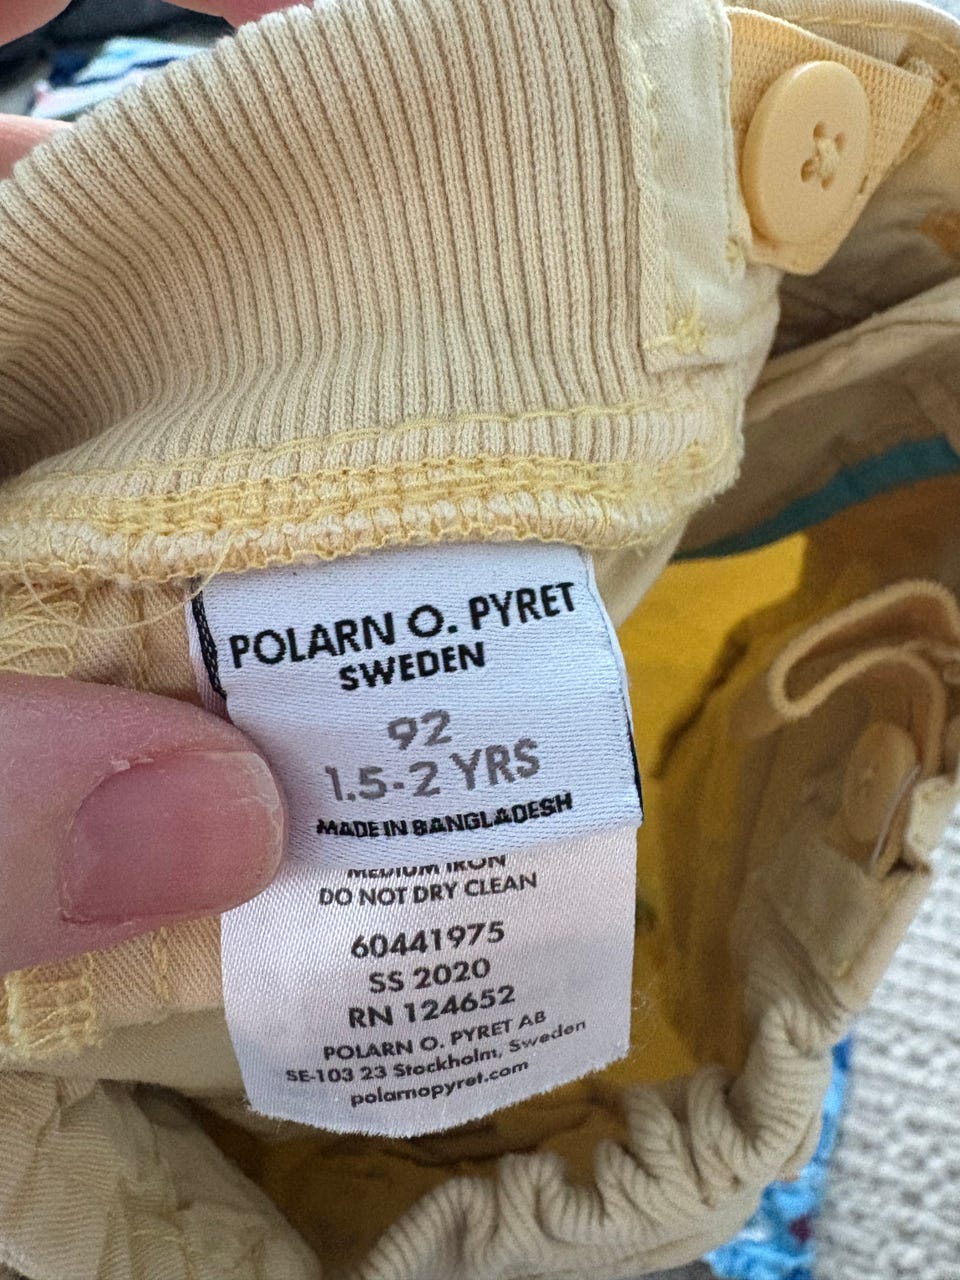 POLARN O. PYRET
SWEDEN
92
1.5-2 YRS
MADE IN BANGLADESH
MEDIUM IRON
DO NOT DRY CLEAN
60441975
SS 2020
RN 124652
POLARN O. PYRET AB
SE-103 23 Stockholm, Sweden
polarnopyret.com